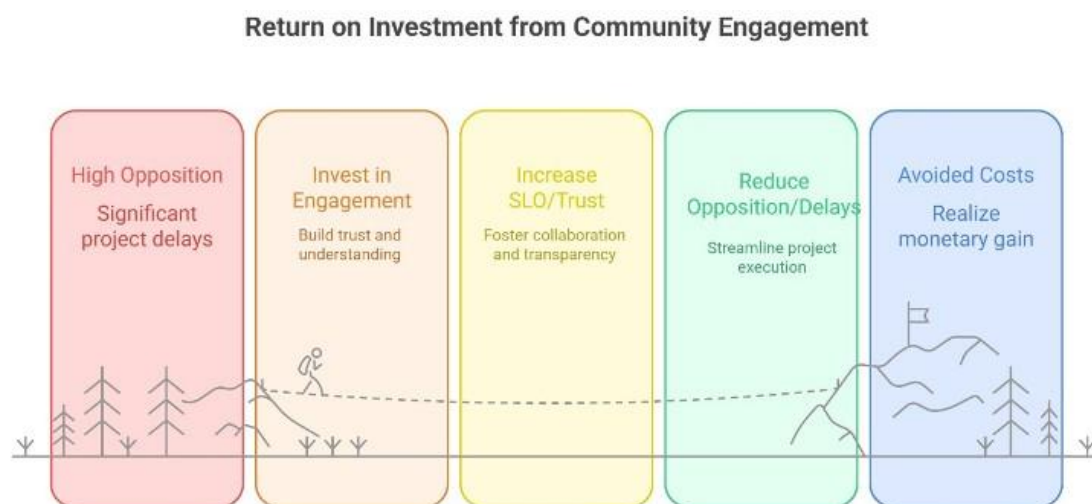 Return on Investment from Community Engagement
High Opposition
Significant
project delays
Invest in
Engagement
Build trust and
understanding
Increase
SLO/Trust
Foster collaboration
and transparency
Reduce
Opposition/Delays
Streamline project
execution
Avoided Costs
Realize
monetary gain